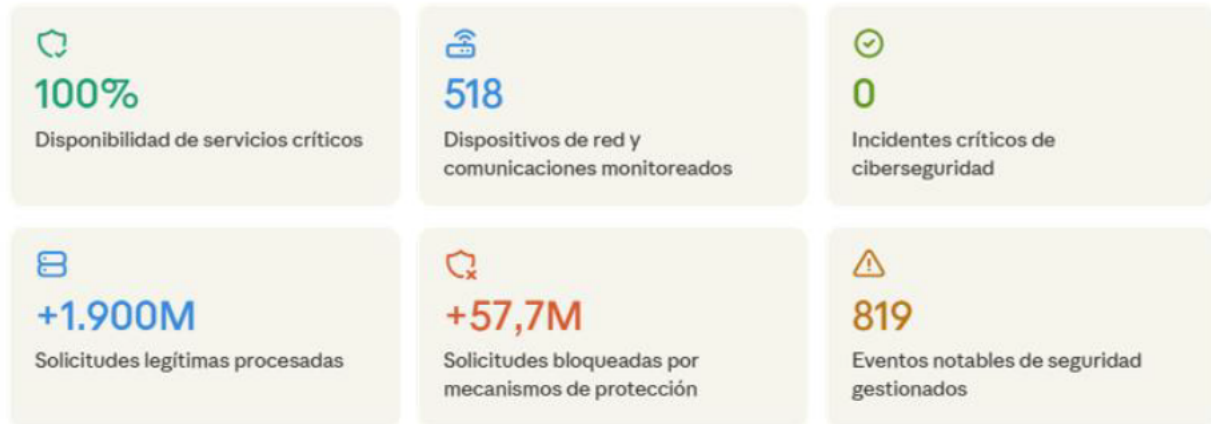 100%
Disponibilidad de servicios críticos
518
Dispositivos de red y
comunicaciones monitoreados
0
Incidentes críticos de
ciberseguridad
+1.900M
Solicitudes legítimas procesadas
+57,7M
Solicitudes bloqueadas por
mecanismos de protección
819
Eventos notables de seguridad
gestionados